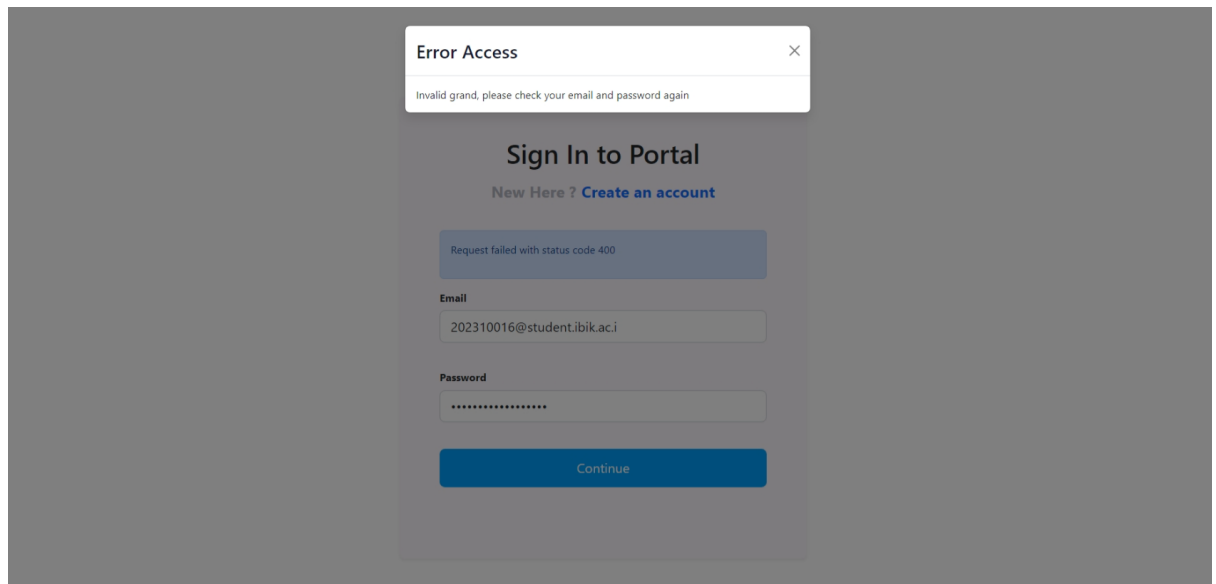 Error Access
Invalid grand, please check your email and password again
Sign In to Portal
New Here ? Create an account
Request failed with status code 400
Email
202310016@student.ibik.ac.i
Password
••••••••••••••••••
Continue